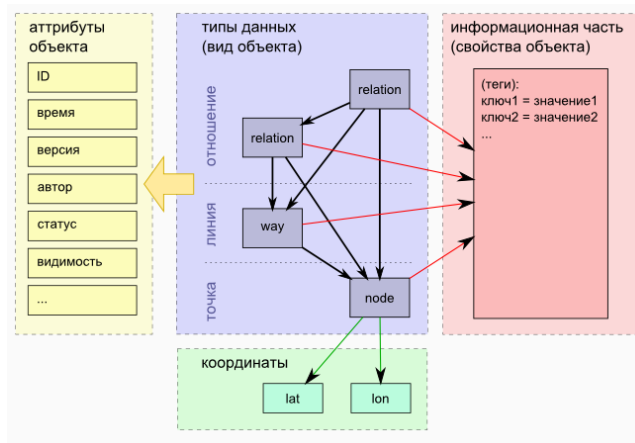 аттрибуты
объекта
ID
время
версия
автор
статус
видимость
...
типы данных
(вид объекта)
отношение
линия
точка
relation
relation
way
node
информационная часть
(свойства объекта)
(теги):
ключ1 = значение1
ключ2 = значение2
...
координаты
lat
lon